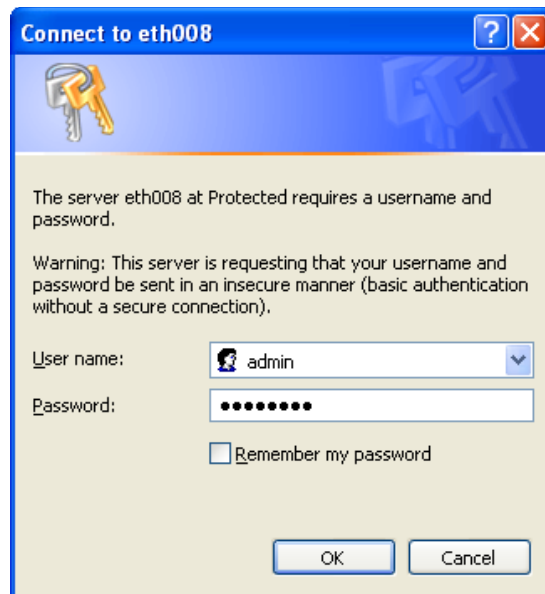 Connect to eth008
The server eth008 at Protected requires a username and
password.
Warning: This server is requesting that your username and
password be sent in an insecure manner (basic authentication
without a secure connection).
User name:
admin
Password:
••••••••
Remember my password
OK
Cancel